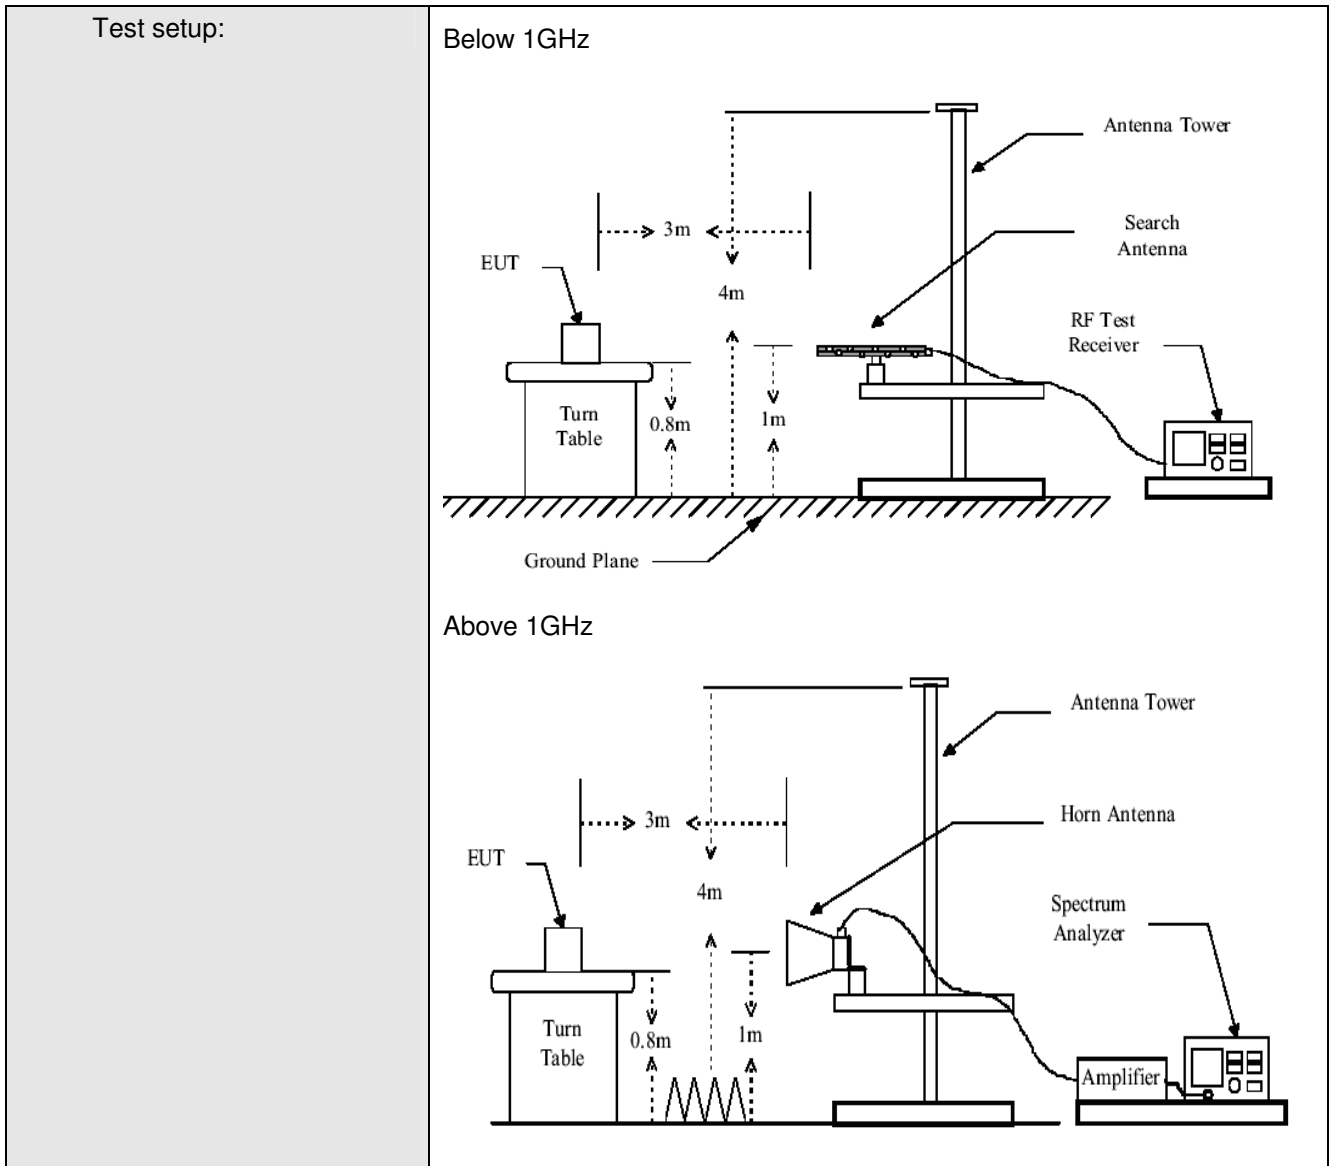 Test setup:
Below 1GHz
Antenna Tower
3m
Search
Antenna
EUT
4m
RF Test
Receiver
Turn
Table
0.8m
1m
Ground Plane
Above 1GHz
Antenna Tower
3m
Horn Antenna
EUT
4m
Spectrum
Analyzer
Turn
Table
0.8m
1m
Amplifier